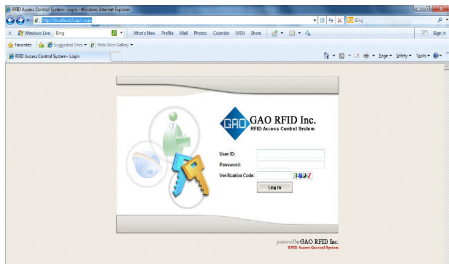 RFID Access Control System- Login - Windows Internet Explorer
http://localhost/Login.aspx
Bing
Windows Live Bing What's New Profile Mail Photos Calendar MSN Share Sign in
Favorites Suggested Sites Web Slice Gallery
RFID Access Control System- Login Page Safety Tools
GAO
GAO RFID Inc.
RFID Access Control System
User ID:
Password:
Verification Code: 3827
Log In
powered by GAO RFID Inc.
RFID Access Control System